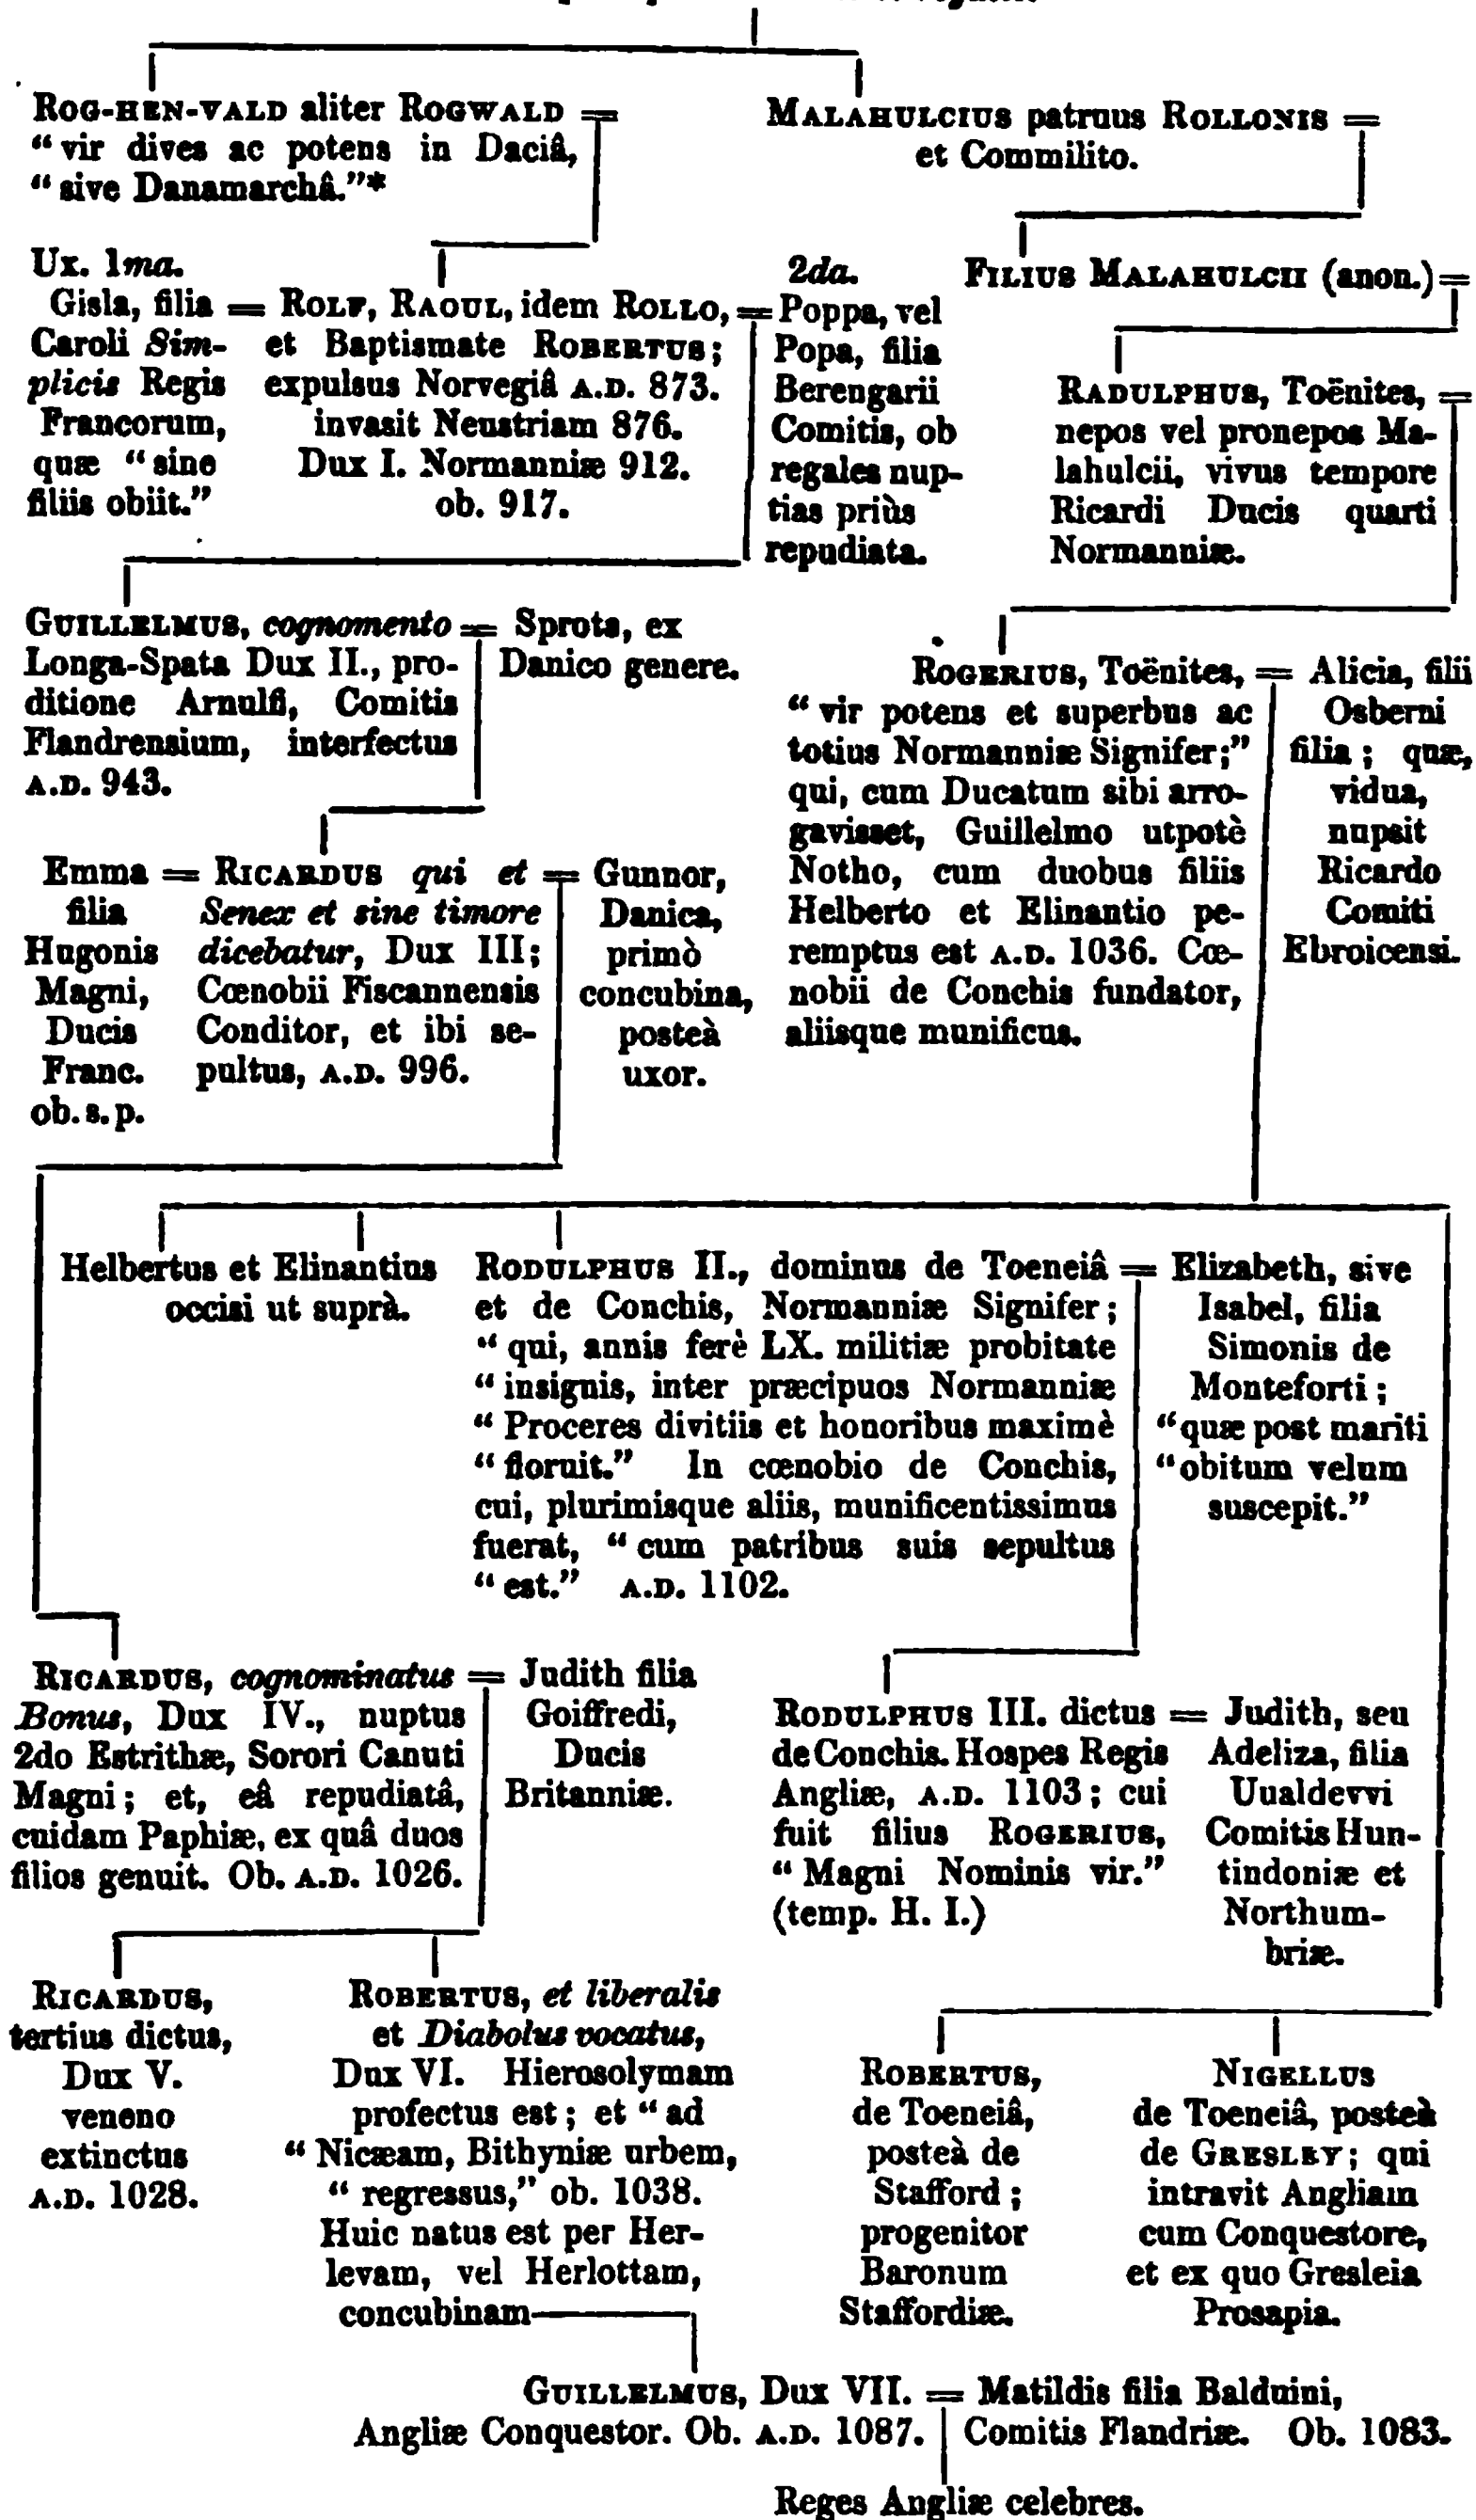 ROG-HEN-VALD aliter ROGWALD =
“vir dives ac potens in Daciâ,
“sive Danamarchâ.”*
MALAHULCIUS patruus ROLLONIS =
et Commilito.
Ux. 1ma.
Gisla, filia =
Caroli Sim-
plicis Regis
Francorum,
quæ “sine
filiis obiit.”
ROLF, RAOUL, idem ROLLO, =
et Baptismate ROBERTUS;
expulsus Norvegiâ A.D. 873.
invasit Neustriam 876.
Dux I. Normanniæ 912.
ob. 917.
2da.
Poppa, vel
Popa, filia
Berengarii
Comitis, ob
regales nup-
tias priùs
repudiata.
FILIUS MALAHULCII (anon.) =
RADULPHUS, Toënites, =
nepos vel pronepos Ma-
lahulcii, vivus tempore
Ricardi Ducis quarti
Normanniæ.
GUILLELMUS, cognomento =
Longa-Spata Dux II., pro-
ditione Arnulfi, Comitis
Flandrensium, interfectus
A.D. 943.
Sprota, ex
Danico genere.
ROGERIUS, Toënites, =
“vir potens et superbus ac
totius Normanniæ Signifer;”
qui, cum Ducatum sibi arro-
gavisset, Guillelmo utpotè
Notho, cum duobus filiis
Helberto et Elinantio pe-
remptus est A.D. 1036. Cœ-
nobii de Conchis fundator,
aliisque munificus.
Alicia, filii
Osberni
filia; quæ,
vidua,
nupsit
Ricardo
Comiti
Ebroicensi.
Emma =
filia
Hugonis
Magni,
Ducis
Franc.
ob. s. p.
RICARDUS qui et =
Senex et sine timore
dicebatur, Dux III;
Cœnobii Fiscannensis
Conditor, et ibi se-
pultus, A.D. 996.
Gunnor,
Danica,
primò
concubina,
posteà
uxor.
Helbertus et Elinantius
occisi ut suprà.
RODULPHUS II., dominus de Toeneiâ =
et de Conchis, Normanniæ Signifer;
“qui, annis ferè LX. militiæ probitate
“insignis, inter præcipuos Normanniæ
“Proceres divitiis et honoribus maximè
“floruit.” In cœnobio de Conchis,
cui, plurimisque aliis, munificentissimus
fuerat, “cum patribus suis sepultus
“est.” A.D. 1102.
Elizabeth, sive
Isabel, filia
Simonis de
Monteforti;
“quæ post mariti
“obitum velum
suscepit.”
RICARDUS, cognominatus =
Bonus, Dux IV., nuptus
2do Estrithæ, Sorori Canuti
Magni; et, eâ repudiatâ,
cuidam Paphiæ, ex quâ duos
filios genuit. Ob. A.D. 1026.
Judith filia
Goiffredi,
Ducis
Britanniæ.
RODULPHUS III. dictus =
de Conchis. Hospes Regis
Angliæ, A.D. 1103; cui
fuit filius ROGERIUS,
“Magni Nominis vir.”
(temp. H. I.)
Judith, seu
Adeliza, filia
Uualdevvi
Comitis Hun-
tindoniæ et
Northum-
briæ.
RICARDUS,
tertius dictus,
Dux V.
veneno
extinctus
A.D. 1028.
ROBERTUS, et liberalis
et Diabolus vocatus,
Dux VI. Hierosolymam
profectus est; et “ad
“Nicæam, Bithyniæ urbem,
“regressus,” ob. 1038.
Huic natus est per Her-
levam, vel Herlottam,
concubinam
ROBERTUS,
de Toeneiâ,
posteà de
Stafford;
progenitor
Baronum
Staffordiæ.
NIGELLUS
de Toeneiâ, posteà
de GRESLEY; qui
intravit Angliam
cum Conquestore,
et ex quo Gresleia
Prosapia.
GUILLELMUS, Dux VII. =
Angliæ Conquestor. Ob. A.D. 1087.
Matildis filia Balduini,
Comitis Flandriæ. Ob. 1083.
Reges Angliæ celebres.